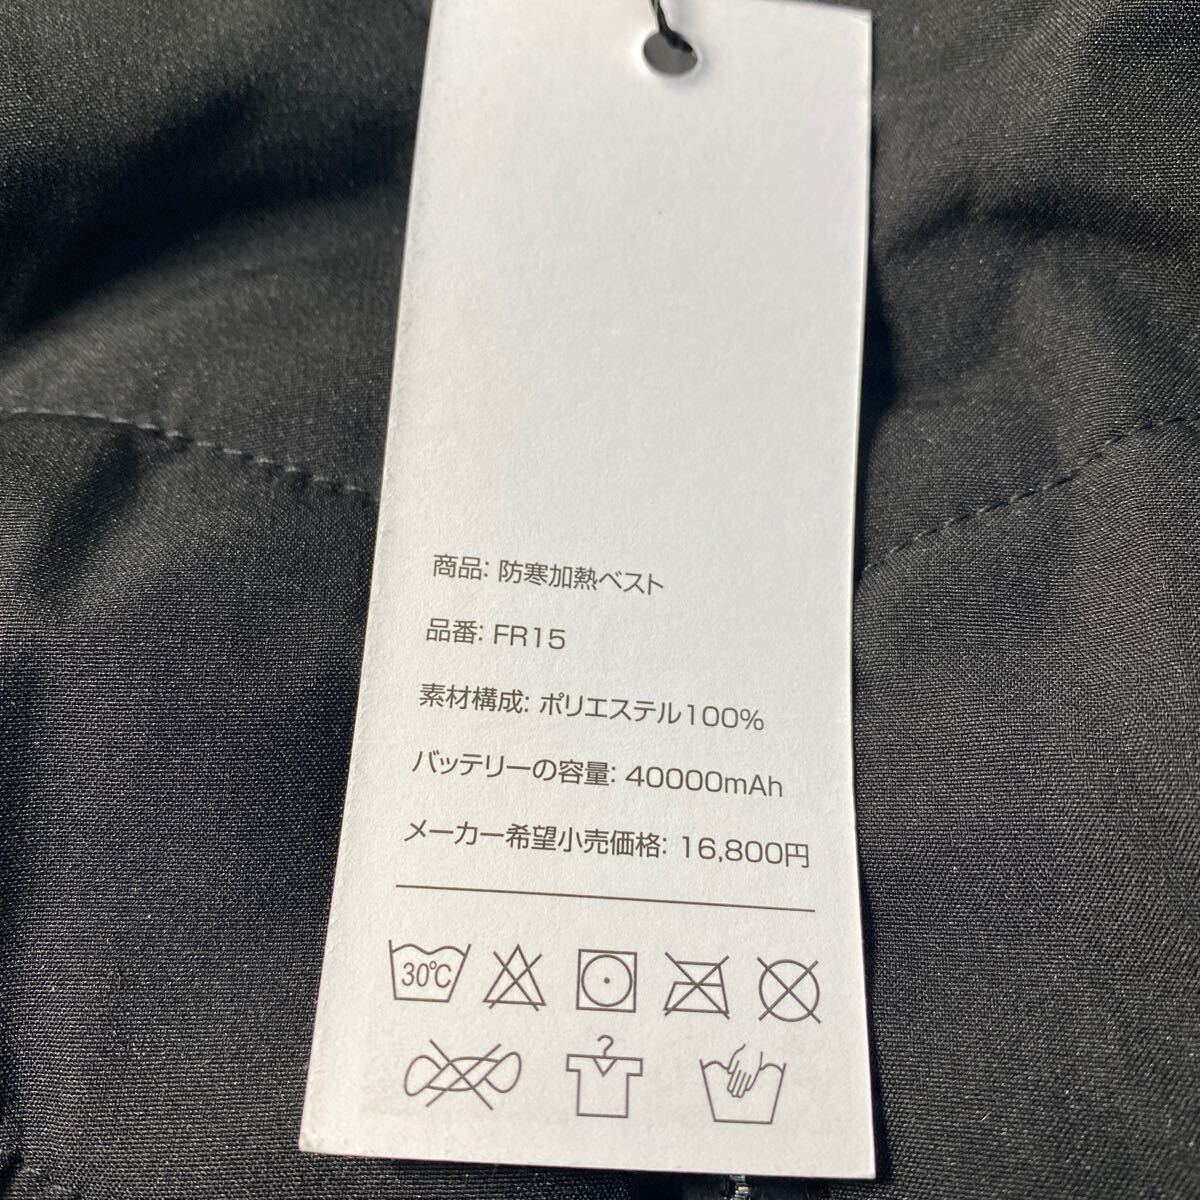 商品: 防寒加熱ベスト
品番: FR15
素材構成: ポリエステル100%
バッテリーの容量: 40000mAh
メーカー希望小売価格: 16,800円
30℃